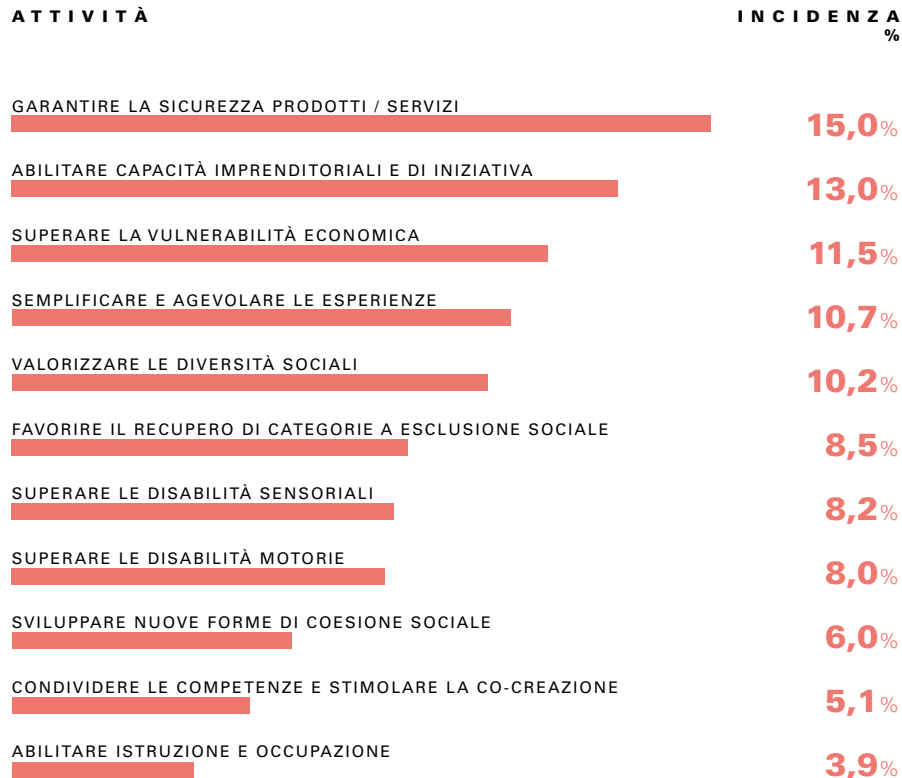 ATTIVITÀ
INCIDENZA
%
GARANTIRE LA SICUREZZA PRODOTTI / SERVIZI
15,0%
ABILITARE CAPACITÀ IMPRENDITORIALI E DI INIZIATIVA
13,0%
SUPERARE LA VULNERABILITÀ ECONOMICA
11,5%
SEMPLIFICARE E AGEVOLARE LE ESPERIENZE
10,7%
VALORIZZARE LE DIVERSITÀ SOCIALI
10,2%
FAVORIRE IL RECUPERO DI CATEGORIE A ESCLUSIONE SOCIALE
8,5%
SUPERARE LE DISABILITÀ SENSORIALI
8,2%
SUPERARE LE DISABILITÀ MOTORIE
8,0%
SVILUPPARE NUOVE FORME DI COESIONE SOCIALE
6,0%
CONDIVIDERE LE COMPETENZE E STIMOLARE LA CO-CREAZIONE
5,1%
ABILITARE ISTRUZIONE E OCCUPAZIONE
3,9%